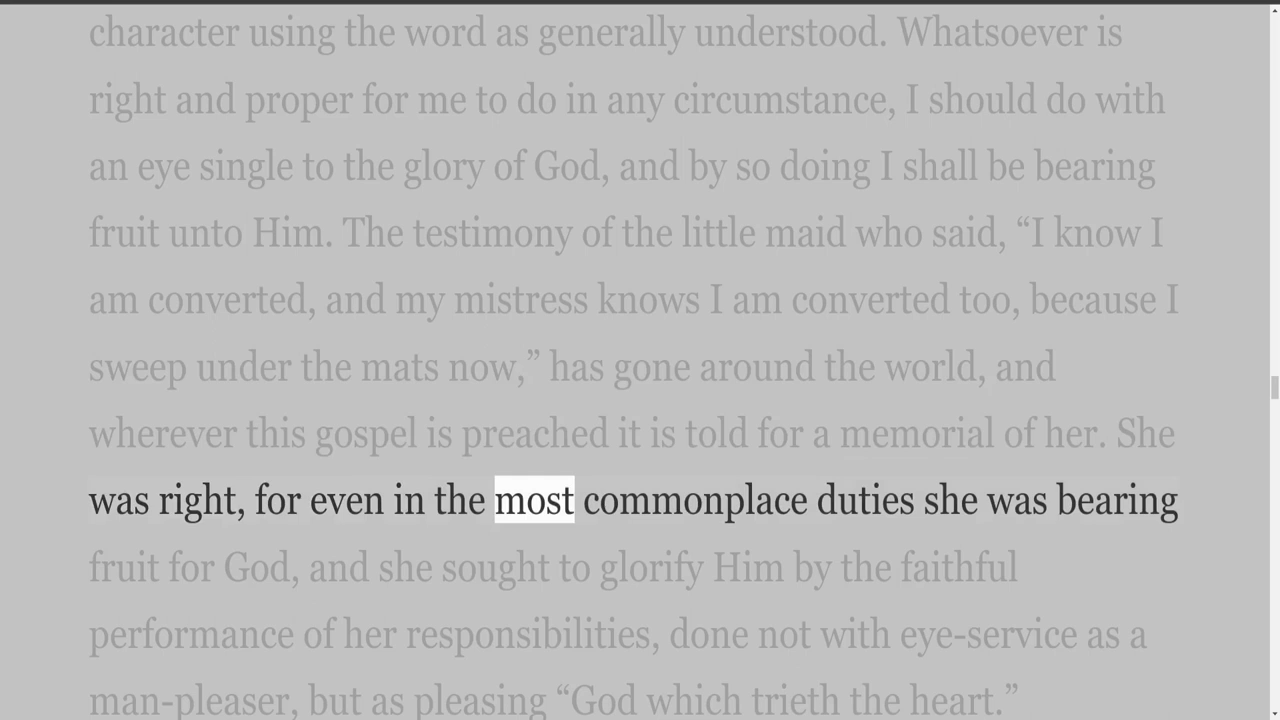 character using the word as generally understood. Whatsoever is
right and proper for me to do in any circumstance, I should do with
an eye single to the glory of God, and by so doing I shall be bearing
fruit unto Him. The testimony of the little maid who said, “I know I
am converted, and my mistress knows I am converted too, because I
sweep under the mats now,” has gone around the world, and
wherever this gospel is preached it is told for a memorial of her. She
was right, for even in the most commonplace duties she was bearing
fruit for God, and she sought to glorify Him by the faithful
performance of her responsibilities, done not with eye-service as a
man-pleaser, but as pleasing “God which trieth the heart.”